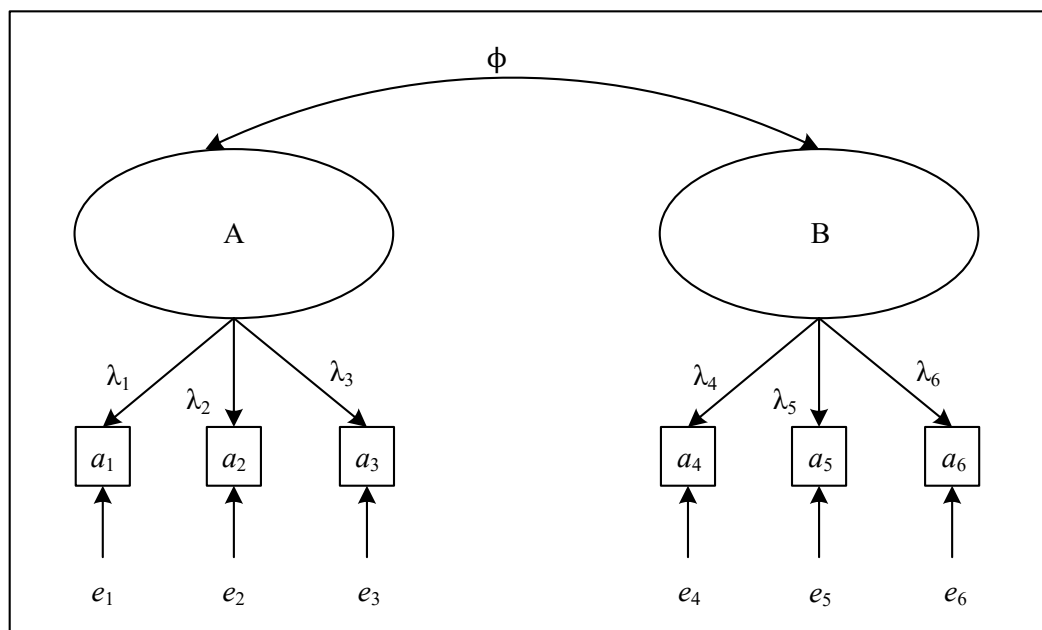 ϕ
A B
λ₁ λ₂ λ₃ λ₄ λ₅ λ₆
a₁ a₂ a₃ a₄ a₅ a₆
e₁ e₂ e₃ e₄ e₅ e₆